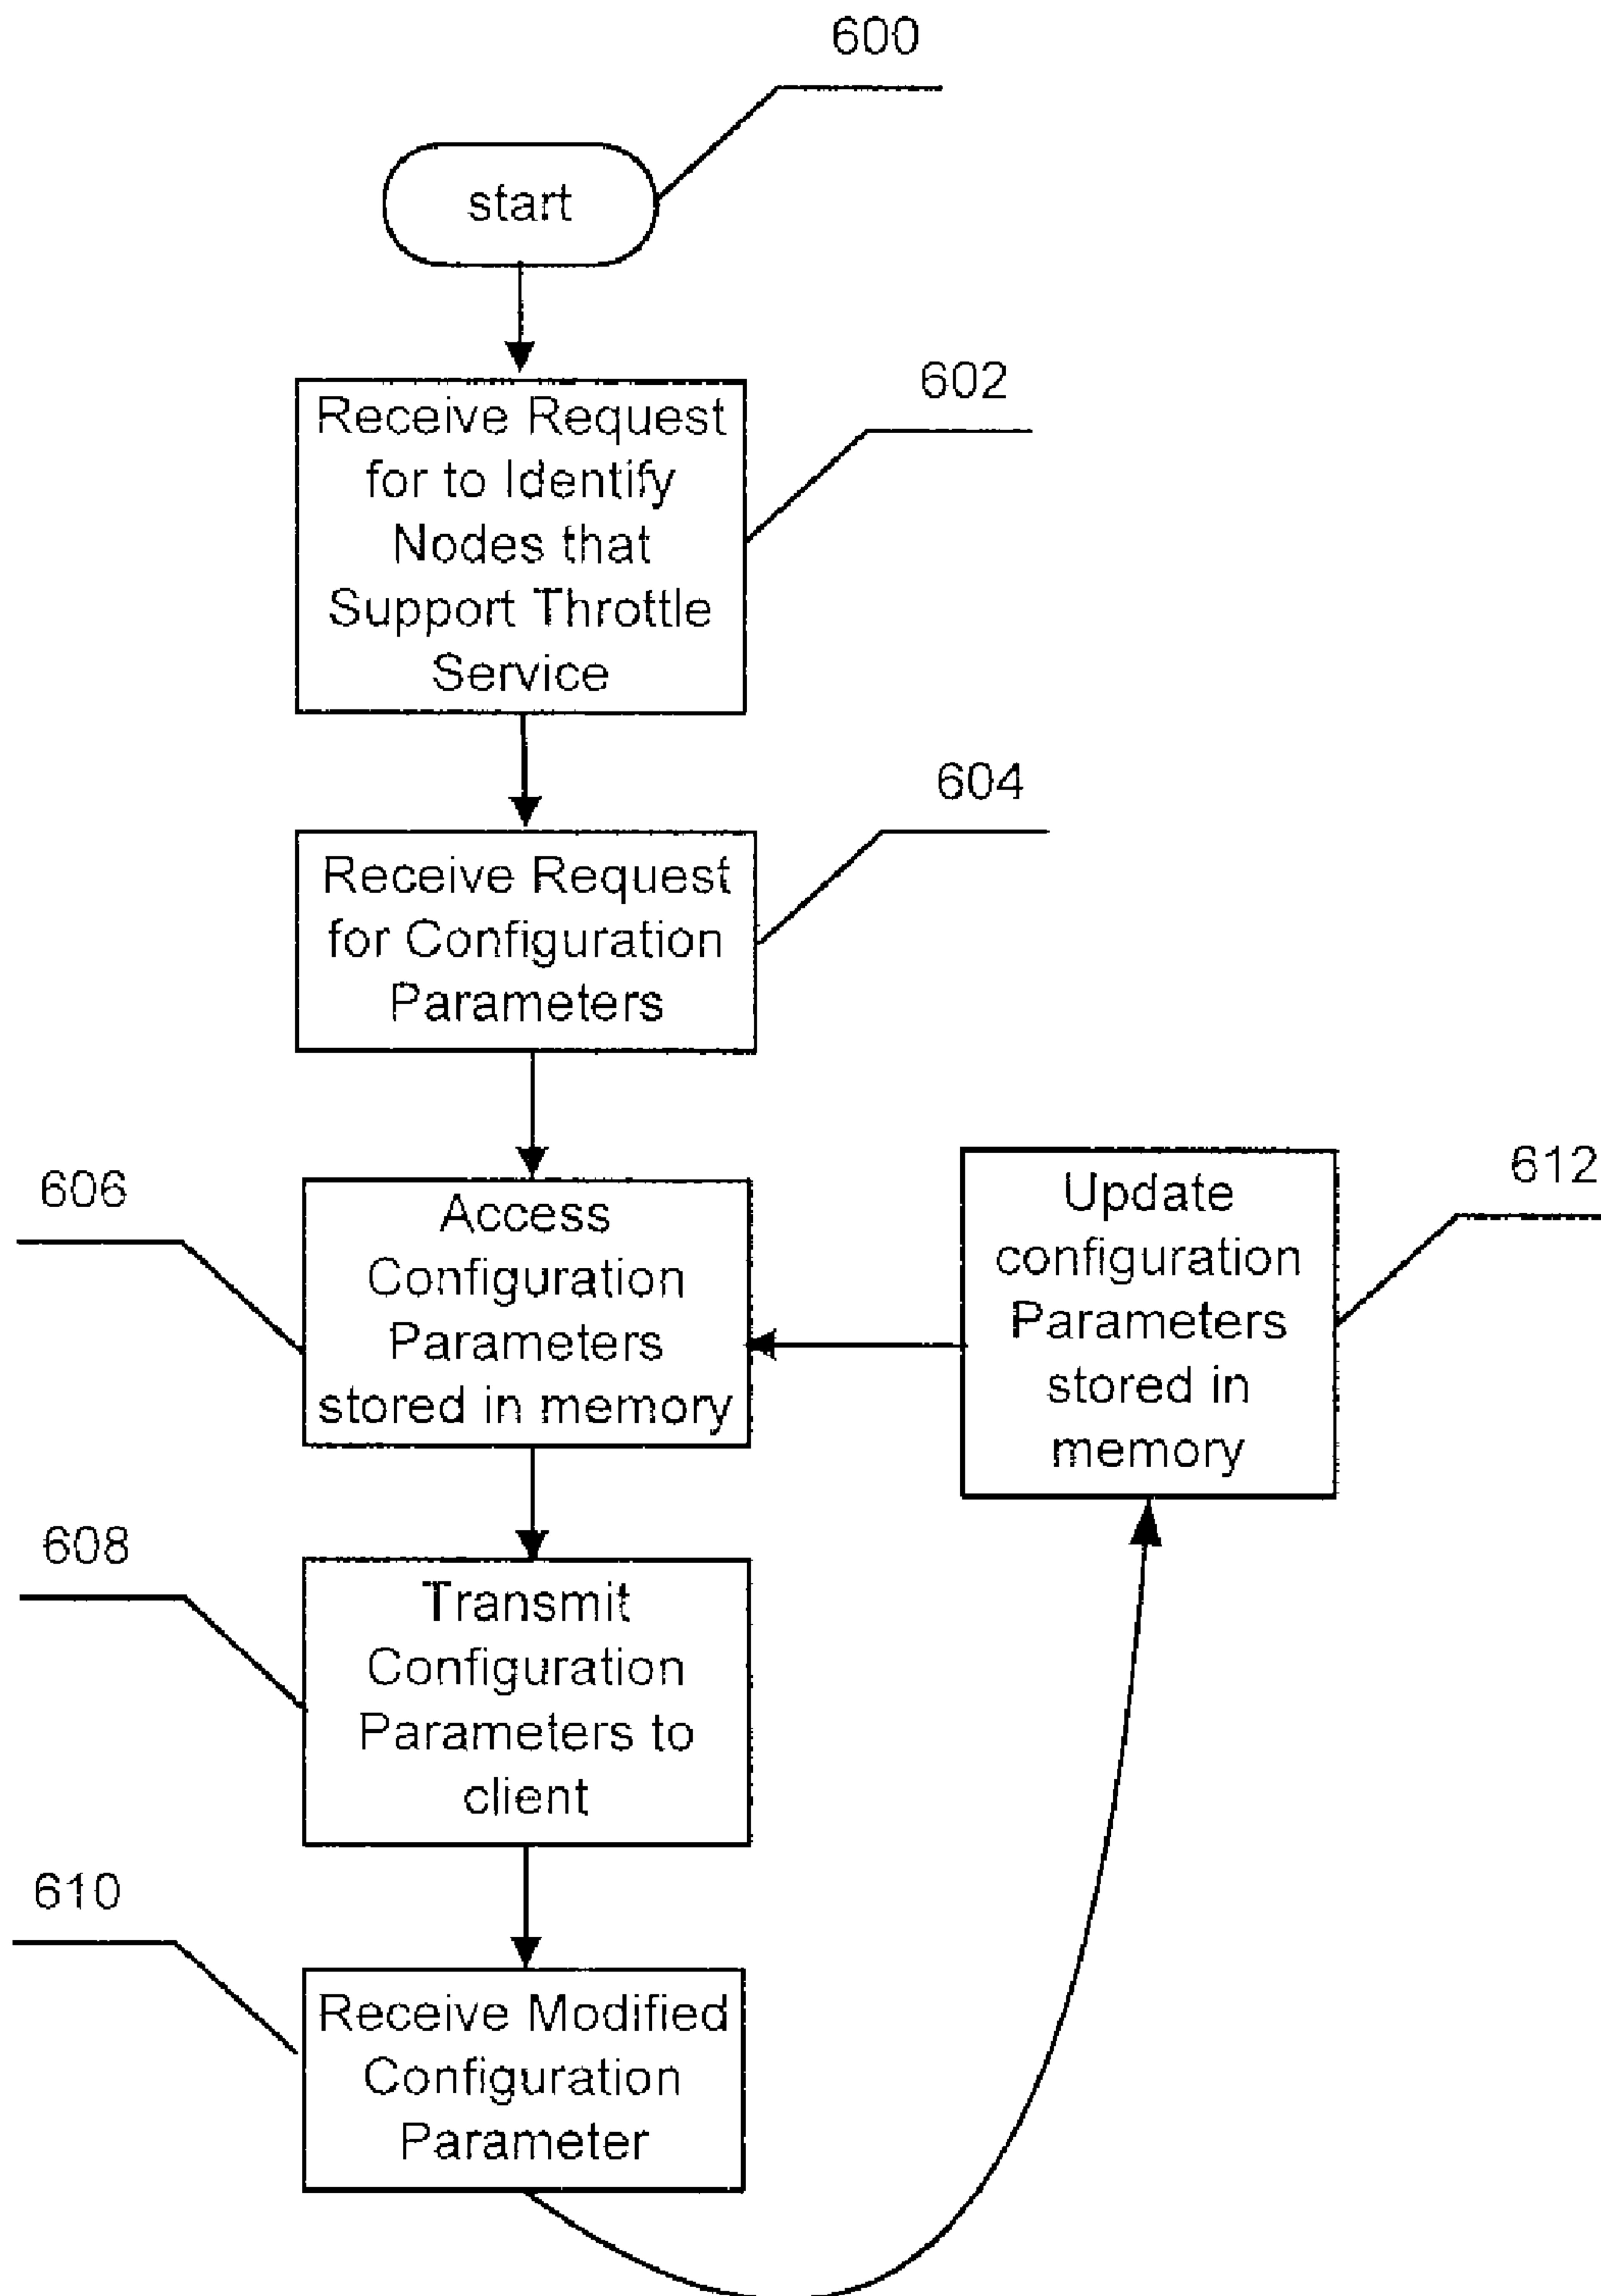 600
start
602
Receive Request
for to Identify
Nodes that
Support Throttle
Service
604
Receive Request
for Configuration
Parameters
606
Access
Configuration
Parameters
stored in memory
612
Update
configuration
Parameters
stored in
memory
608
Transmit
Configuration
Parameters to
client
610
Receive Modified
Configuration
Parameter